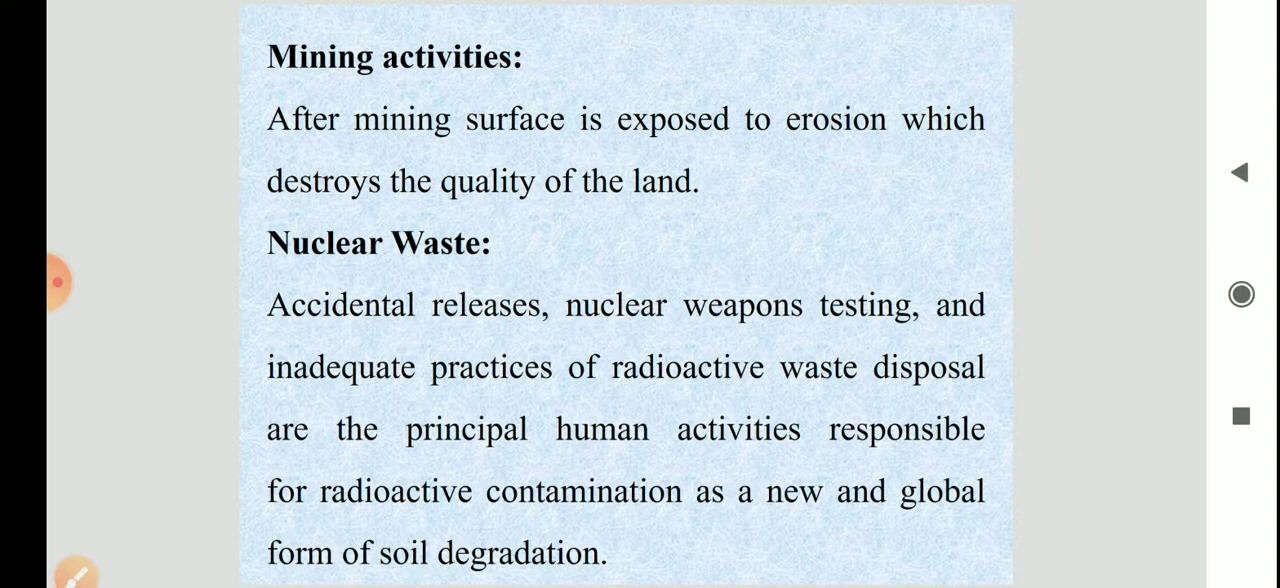 Mining activities:
After mining surface is exposed to erosion which
destroys the quality of the land.
Nuclear Waste:
Accidental releases, nuclear weapons testing, and
inadequate practices of radioactive waste disposal
are the principal human activities responsible
for radioactive contamination as a new and global
form of soil degradation.